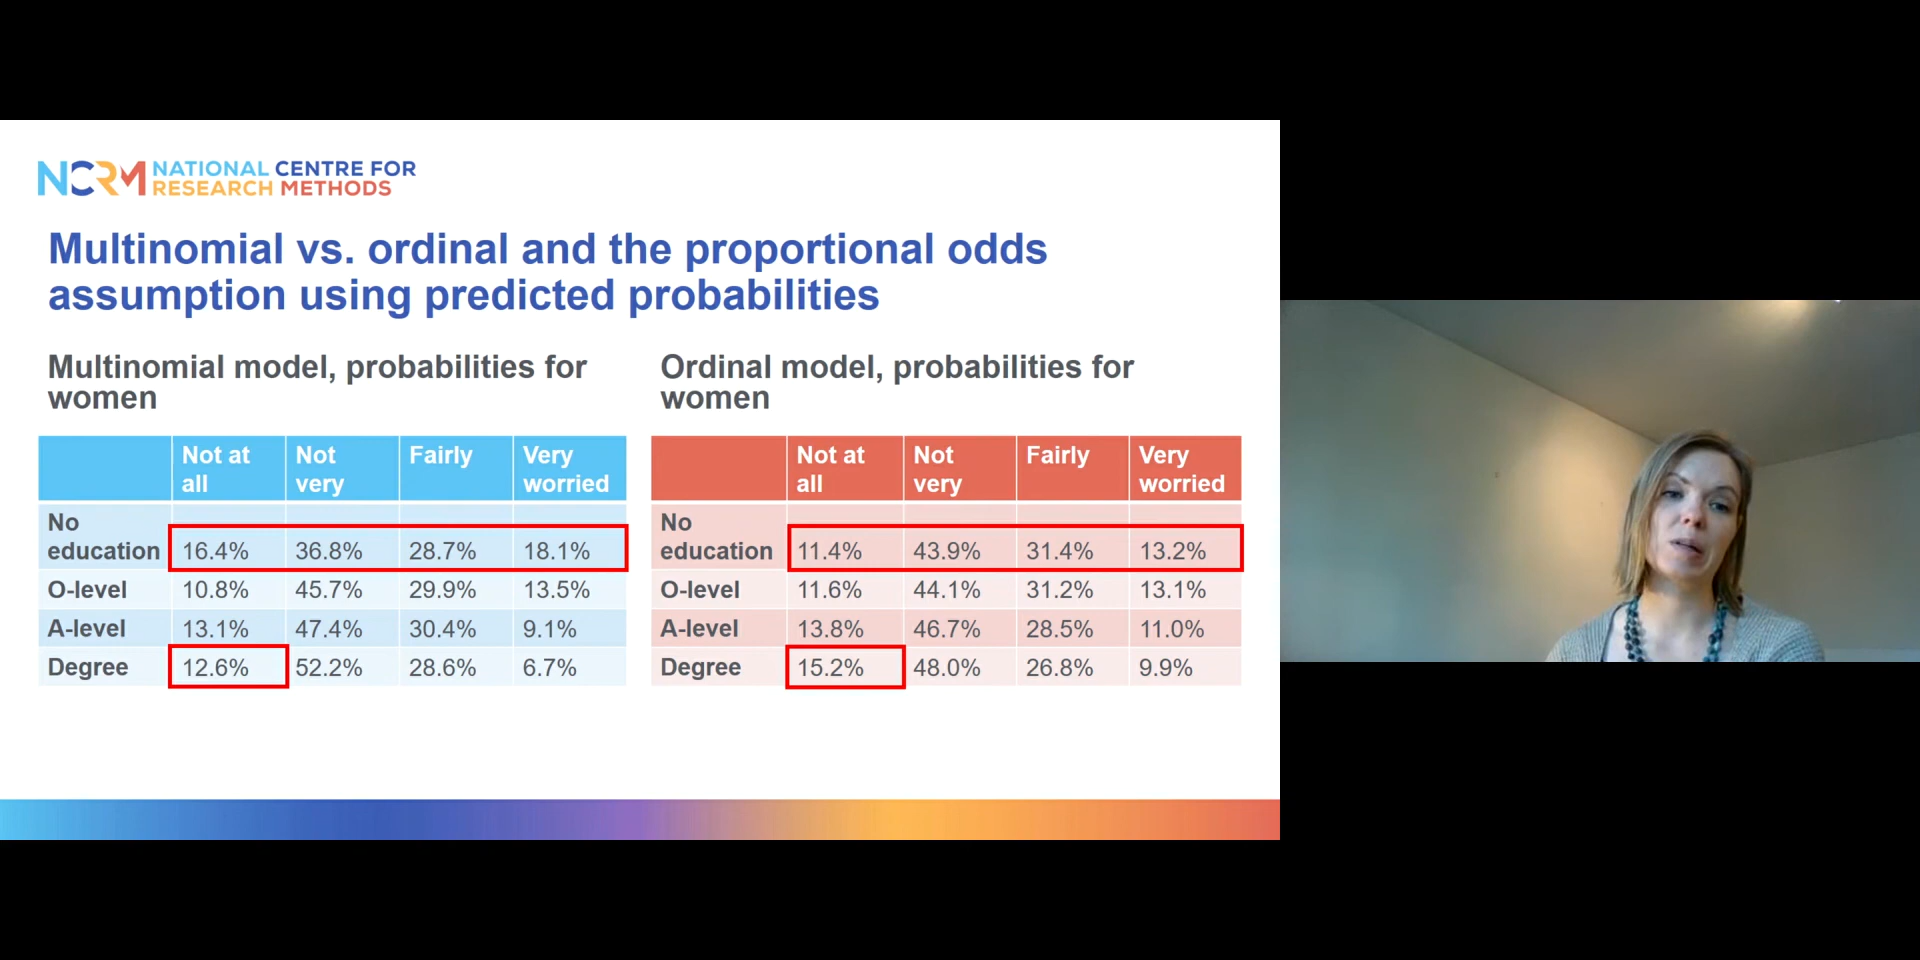 NCRM NATIONAL CENTRE FOR
RESEARCH METHODS
Multinomial vs. ordinal and the proportional odds
assumption using predicted probabilities
Multinomial model, probabilities for
women
Not at all Not very Fairly Very worried
No education 16.4% 36.8% 28.7% 18.1%
O-level 10.8% 45.7% 29.9% 13.5%
A-level 13.1% 47.4% 30.4% 9.1%
Degree 12.6% 52.2% 28.6% 6.7%
Ordinal model, probabilities for
women
Not at all Not very Fairly Very worried
No education 11.4% 43.9% 31.4% 13.2%
O-level 11.6% 44.1% 31.2% 13.1%
A-level 13.8% 46.7% 28.5% 11.0%
Degree 15.2% 48.0% 26.8% 9.9%